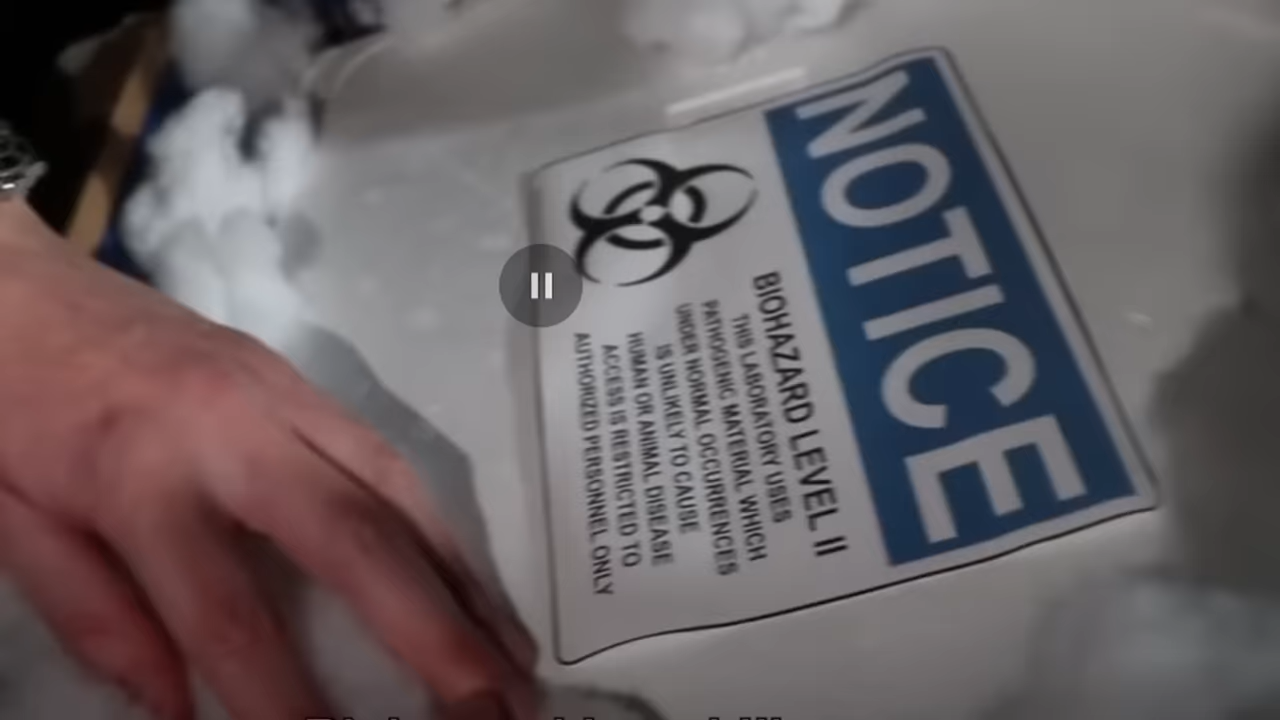 NOTICE
BIOHAZARD LEVEL II
THIS LABORATORY USES
PATHOGENIC MATERIAL WHICH
UNDER NORMAL OCCURRENCES
IS UNLIKELY TO CAUSE
HUMAN OR ANIMAL DISEASE
ACCESS IS RESTRICTED TO
AUTHORIZED PERSONNEL ONLY